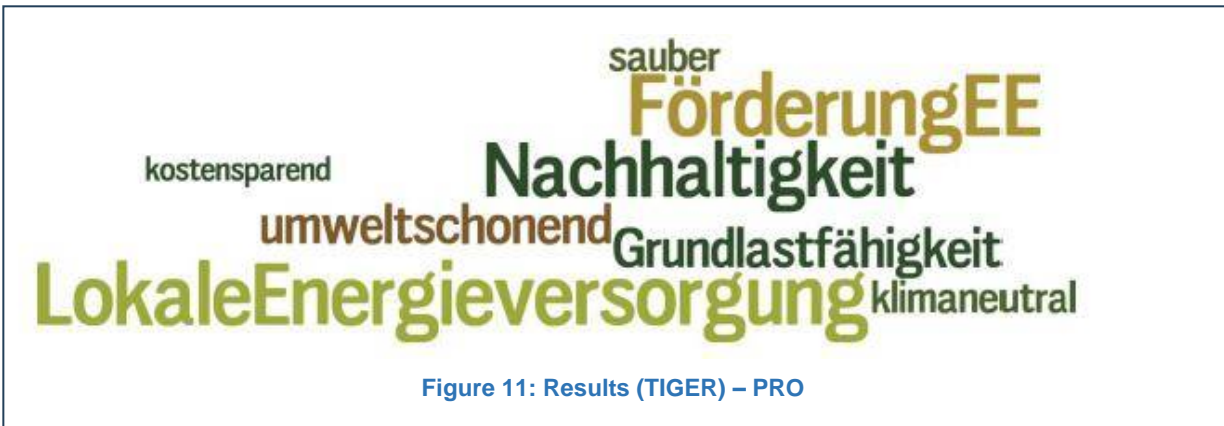 sauber
FörderungEE
kostensparend
Nachhaltigkeit
umweltschonend
Grundlastfähigkeit
LokaleEnergieversorgung
klimaneutral
Figure 11: Results (TIGER) – PRO